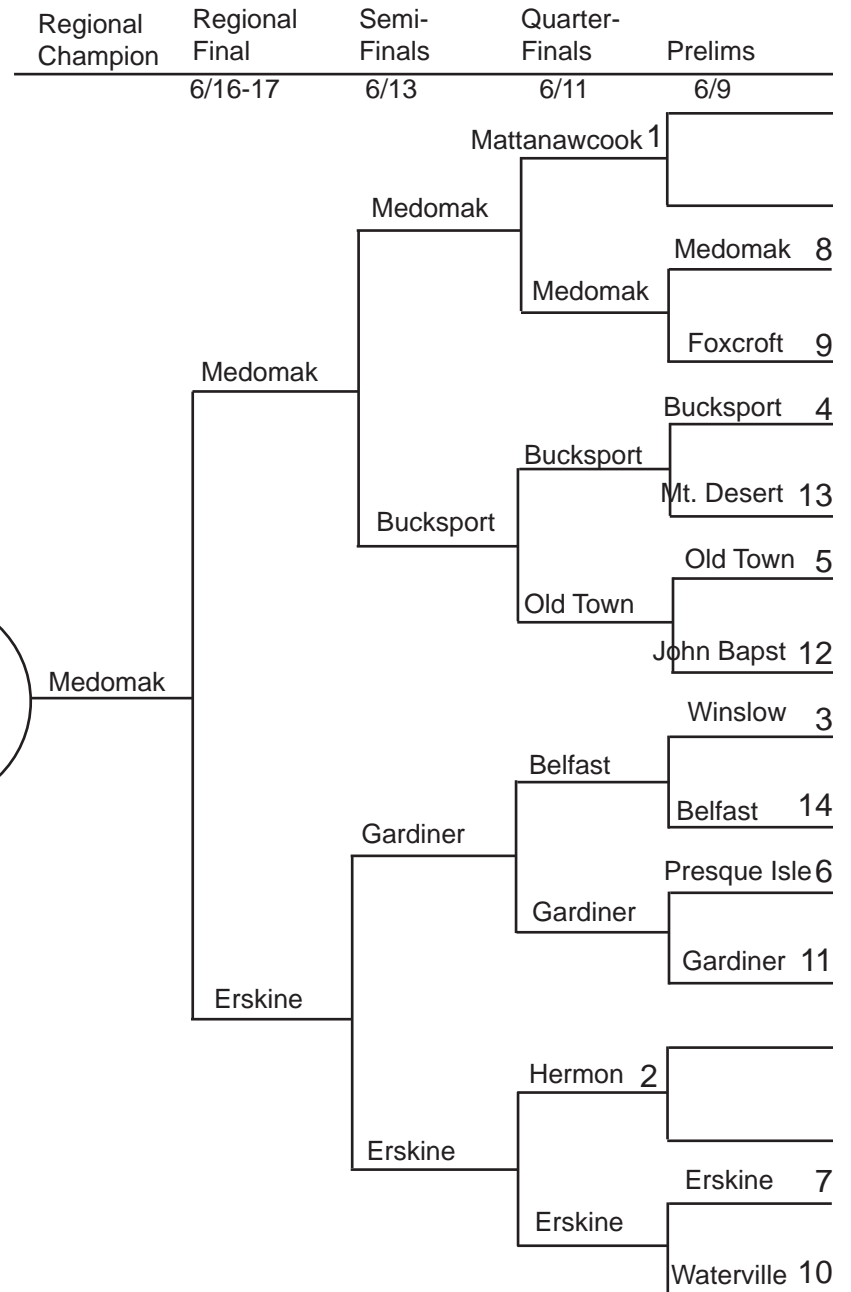 Regional Champion
Regional Final
Semi-Finals
Quarter-Finals
Prelims
6/16-17
6/13
6/11
6/9
Mattanawcook 1
Medomak
Medomak 8
Medomak
Foxcroft 9
Medomak
Bucksport 4
Bucksport
Mt. Desert 13
Bucksport
Old Town 5
Old Town
John Bapst 12
Medomak
Winslow 3
Belfast
Belfast 14
Gardiner
Presque Isle 6
Gardiner
Gardiner 11
Erskine
Hermon 2
Erskine
Erskine 7
Erskine
Waterville 10